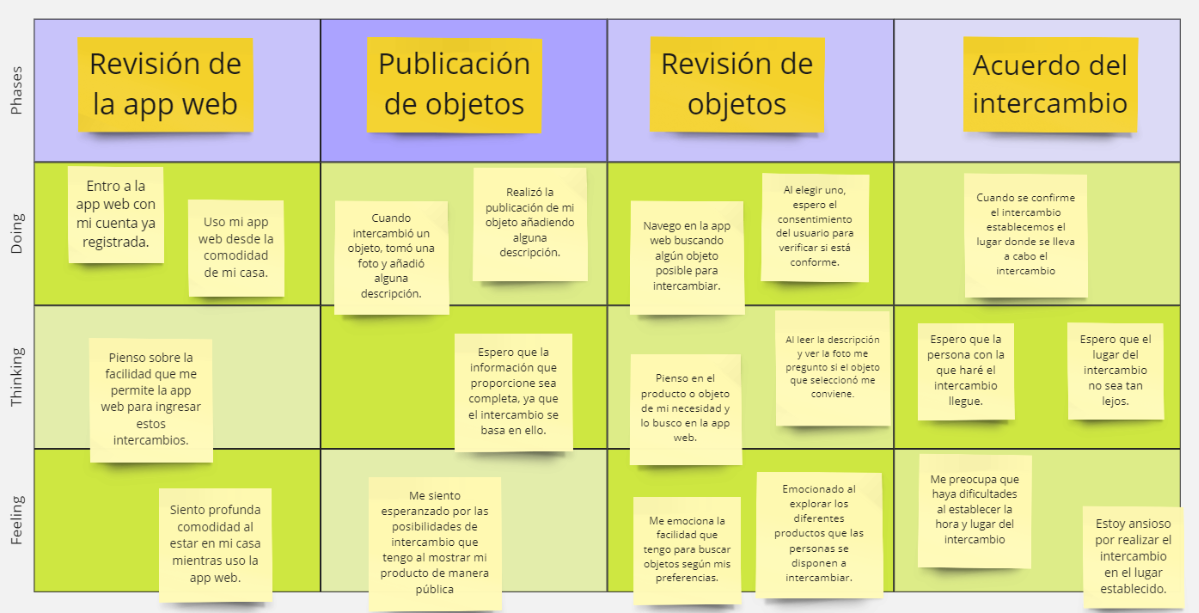 Phases
Revisión de
la app web
Publicación
de objetos
Revisión de
objetos
Acuerdo del
intercambio
Doing
Entro a la
app web con
mi cuenta ya
registrada.
Uso mi app
web desde la
comodidad
de mi casa.
Cuando
intercambió un
objeto, tomó una
foto y añadió
alguna
descripción.
Realizó la
publicación de mi
objeto añadiendo
alguna
descripción.
Navego en la app
web buscando
algún objeto
posible para
intercambiar.
Al elegir uno,
espero el
consentimiento
del usuario para
verificar si está
conforme.
Cuando se confirme
el intercambio
establecemos el
lugar donde se lleva
a cabo el
intercambio
Thinking
Pienso sobre la
facilidad que me
permite la app
web para ingresar
estos
intercambios.
Espero que la
información que
proporcione sea
completa, ya que
el intercambio se
basa en ello.
Pienso en el
producto o objeto
de mi necesidad y
lo busco en la app
web.
Al leer la descripción
y ver la foto me
pregunto si el objeto
que seleccionó me
conviene.
Espero que la
persona con la
que haré el
intercambio
llegue.
Espero que el
lugar del
intercambio
no sea tan
lejos.
Feeling
Siento profunda
comodidad al
estar en mi casa
mientras uso la
app web.
Me siento
esperanzado por las
posibilidades de
intercambio que
tengo al mostrar mi
producto de manera
pública
Me emociona la
facilidad que
tengo para buscar
objetos según mis
preferencias.
Emocionado al
explorar los
diferentes
productos que las
personas se
disponen a
intercambiar.
Me preocupa que
haya dificultades
al establecer la
hora y lugar del
intercambio
Estoy ansioso
por realizar el
intercambio
en el lugar
establecido.